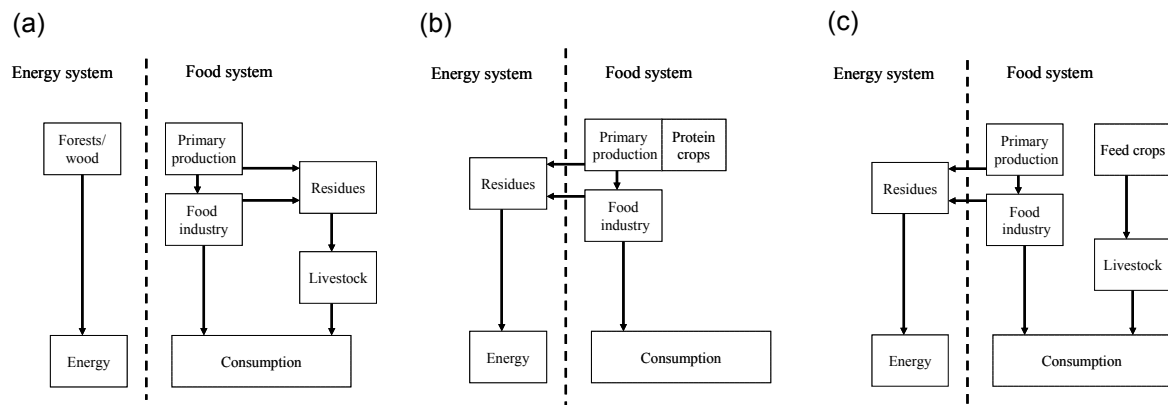 (a)
Energy system
Food system
Forests/
wood
Primary
production
Residues
Food
industry
Livestock
Energy
Consumption
(b)
Energy system
Food system
Primary
production
Protein
crops
Residues
Food
industry
Energy
Consumption
(c)
Energy system
Food system
Primary
production
Feed crops
Residues
Food
industry
Livestock
Energy
Consumption